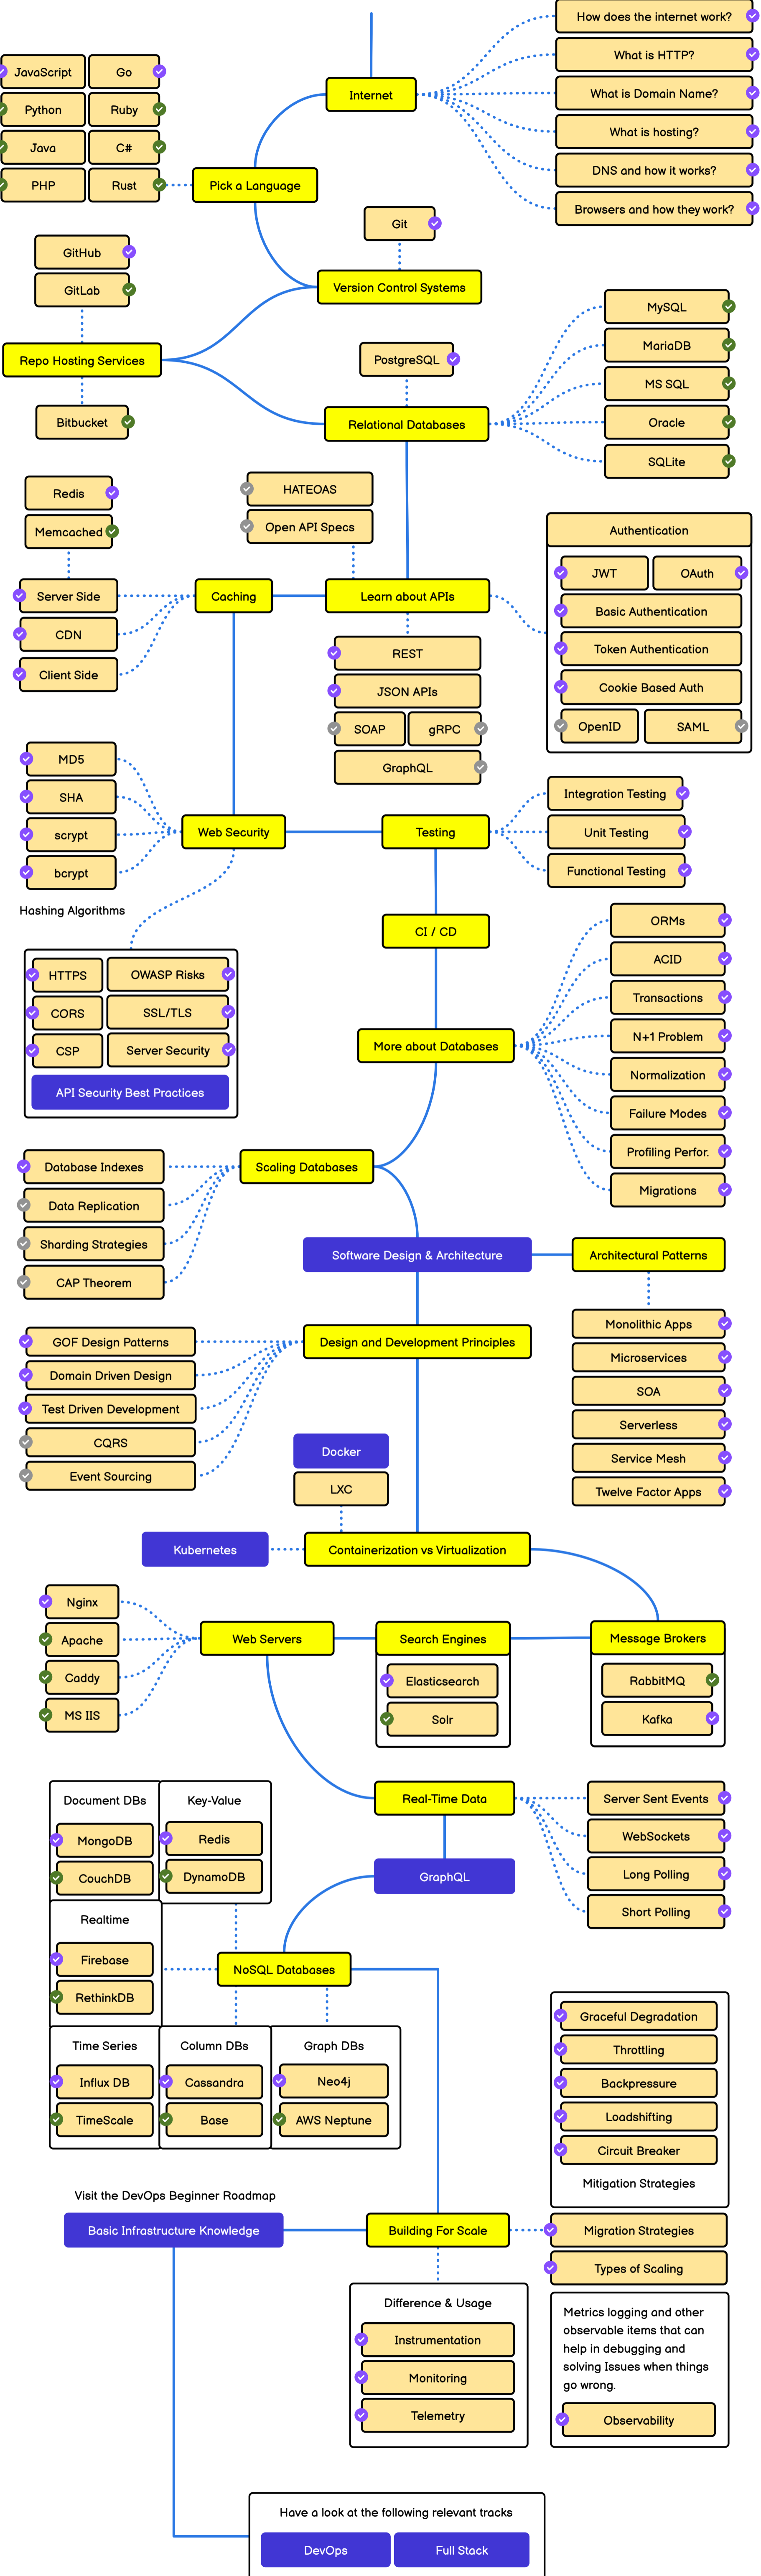 How does the internet work?
What is HTTP?
Internet
What is Domain Name?
What is hosting?
DNS and how it works?
Browsers and how they work?
JavaScript
Go
Python
Ruby
Java
C#
PHP
Rust
Pick a Language
Git
Version Control Systems
GitHub
GitLab
Repo Hosting Services
Bitbucket
PostgreSQL
Relational Databases
MySQL
MariaDB
MS SQL
Oracle
SQLite
Redis
Memcached
Server Side
CDN
Client Side
Caching
HATEOAS
Open API Specs
Learn about APIs
REST
JSON APIs
SOAP
gRPC
GraphQL
Authentication
JWT
OAuth
Basic Authentication
Token Authentication
Cookie Based Auth
OpenID
SAML
MD5
SHA
scrypt
bcrypt
Hashing Algorithms
Web Security
Testing
Integration Testing
Unit Testing
Functional Testing
CI / CD
HTTPS
OWASP Risks
CORS
SSL/TLS
CSP
Server Security
API Security Best Practices
More about Databases
ORMs
ACID
Transactions
N+1 Problem
Normalization
Failure Modes
Profiling Perfor.
Migrations
Scaling Databases
Database Indexes
Data Replication
Sharding Strategies
CAP Theorem
Software Design & Architecture
Architectural Patterns
Monolithic Apps
Microservices
SOA
Serverless
Service Mesh
Twelve Factor Apps
Design and Development Principles
GOF Design Patterns
Domain Driven Design
Test Driven Development
CQRS
Event Sourcing
Docker
LXC
Kubernetes
Containerization vs Virtualization
Nginx
Apache
Caddy
MS IIS
Web Servers
Search Engines
Elasticsearch
Solr
Message Brokers
RabbitMQ
Kafka
Real-Time Data
Server Sent Events
WebSockets
Long Polling
Short Polling
GraphQL
Document DBs
MongoDB
CouchDB
Key-Value
Redis
DynamoDB
Realtime
Firebase
RethinkDB
NoSQL Databases
Time Series
Influx DB
TimeScale
Column DBs
Cassandra
Base
Graph DBs
Neo4j
AWS Neptune
Graceful Degradation
Throttling
Backpressure
Loadshifting
Circuit Breaker
Mitigation Strategies
Visit the DevOps Beginner Roadmap
Basic Infrastructure Knowledge
Building For Scale
Migration Strategies
Types of Scaling
Difference & Usage
Instrumentation
Monitoring
Telemetry
Metrics logging and other
observable items that can
help in debugging and
solving Issues when things
go wrong.
Observability
Have a look at the following relevant tracks
DevOps
Full Stack